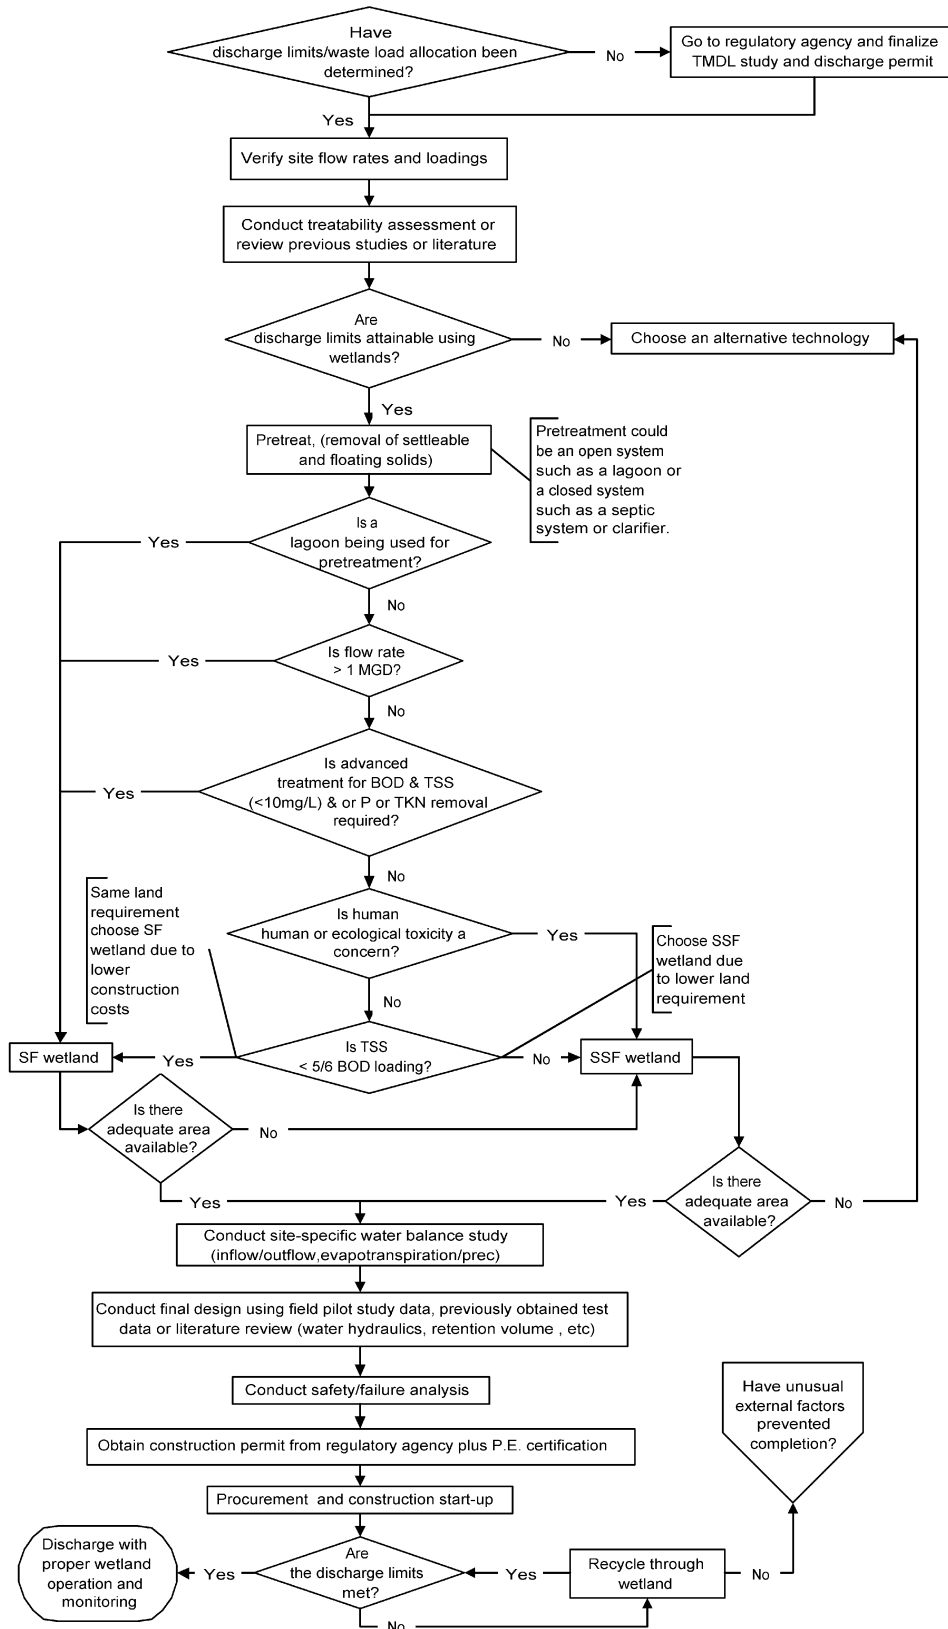 Have
discharge limits/waste load allocation been
determined?
No
Go to regulatory agency and finalize
TMDL study and discharge permit
Yes
Verify site flow rates and loadings
Conduct treatability assessment or
review previous studies or literature
Are
discharge limits attainable using
wetlands?
No
Choose an alternative technology
Yes
Pretreat, (removal of settleable
and floating solids)
Pretreatment could
be an open system
such as a lagoon or
a closed system
such as a septic
system or clarifier.
Is a
lagoon being used for
pretreatment?
Yes
No
Is flow rate
> 1 MGD?
Yes
No
Is advanced
treatment for BOD & TSS
(<10mg/L) & or P or TKN removal
required?
Yes
No
Same land
requirement
choose SF
wetland due to
lower
construction
costs
Is human
human or ecological toxicity a
concern?
Yes
Choose SSF
wetland due
to lower land
requirement
No
SF wetland
Yes
Is TSS
< 5/6 BOD loading?
No
SSF wetland
Is there
adequate area
available?
No
Yes
Yes
Is there
adequate area
available?
No
Conduct site-specific water balance study
(inflow/outflow,evapotranspiration/prec)
Conduct final design using field pilot study data, previously obtained test
data or literature review (water hydraulics, retention volume , etc)
Conduct safety/failure analysis
Have unusual
external factors
prevented
completion?
Obtain construction permit from regulatory agency plus P.E. certification
Procurement and construction start-up
Discharge with
proper wetland
operation and
monitoring
Yes
Are
the discharge limits
met?
Yes
Recycle through
wetland
No
No